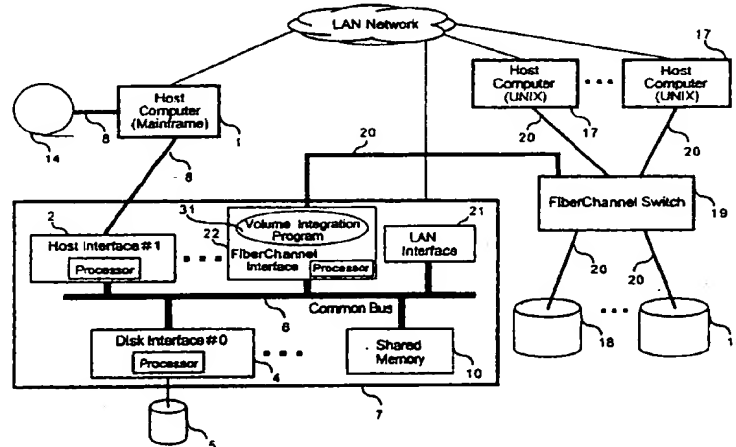 LAN Network
17
Host
Computer
(Mainframe)
Host
Computer
(UNIX)
Host
Computer
(UNIX)
14
8
1
17
20
20
8
20
FiberChannel Switch
19
31
21
2
Volume Integration
Program
22
Host Interface #1
Processor
FiberChannel
Interface
Processor
LAN
Interface
20
20
6
Common Bus
Disk Interface #0
Processor
Shared
Memory
18
1
4
10
7
5